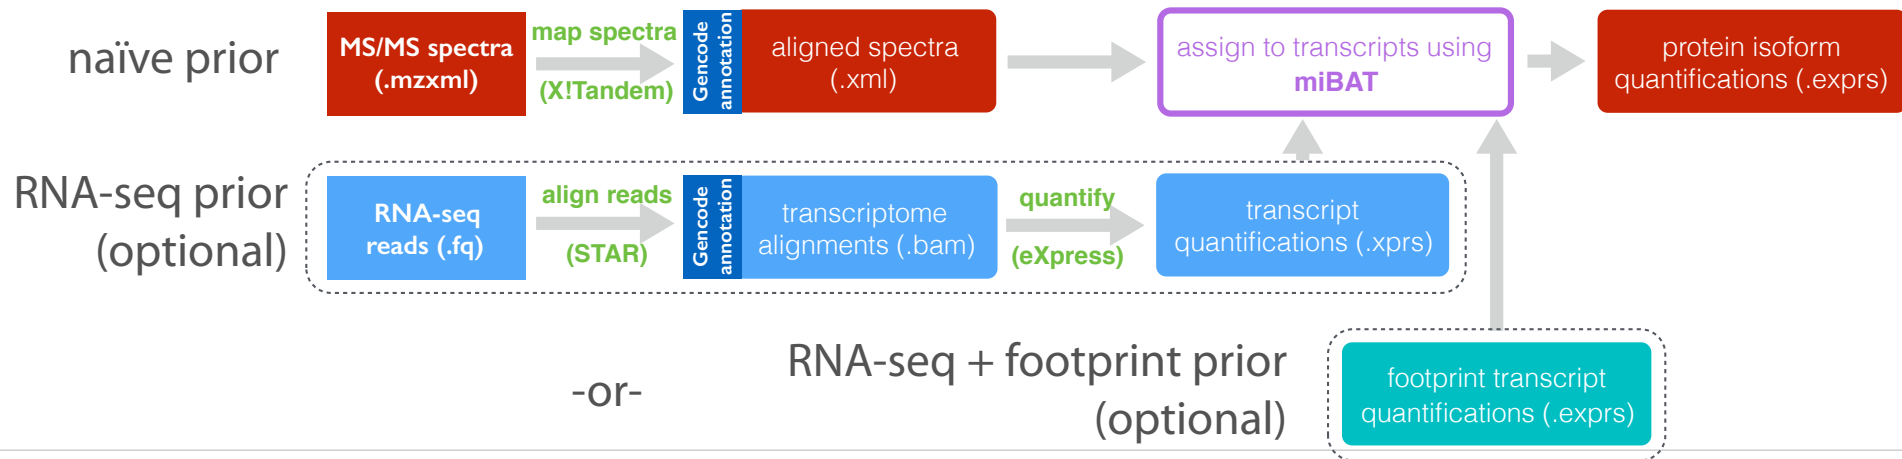 naïve prior
MS/MS spectra
(.mzxml)
map spectra
(X!Tandem)
Gencode
annotation
aligned spectra
(.xml)
assign to transcripts using
miBAT
protein isoform
quantifications (.exprs)
RNA-seq prior
(optional)
RNA-seq
reads (.fq)
align reads
(STAR)
Gencode
annotation
transcriptome
alignments (.bam)
quantify
(eXpress)
transcript
quantifications (.xprs)
-or-
RNA-seq + footprint prior
(optional)
footprint transcript
quantifications (.exprs)